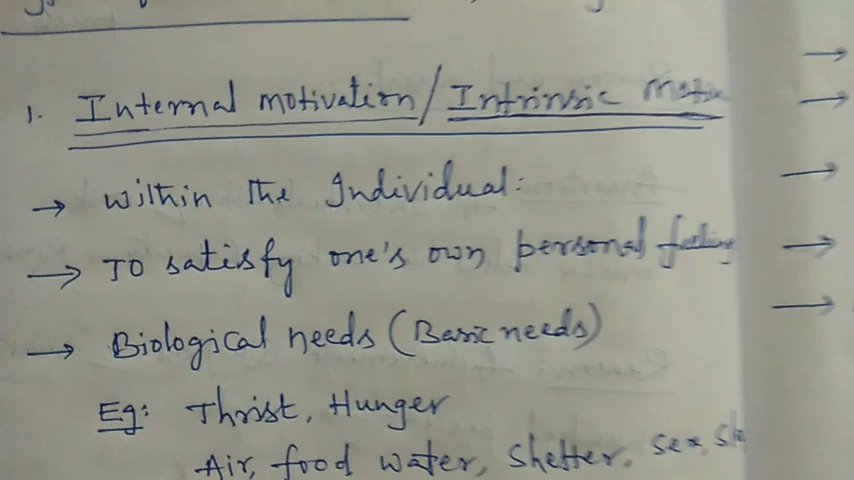 1. Internal motivation/Intrinsic
→ Within the Individual:
→ To satisfy one's own personal
→ Biological needs (Basic needs)
Eg: Thrist, Hunger
Air, food water, Shelter. Sex,